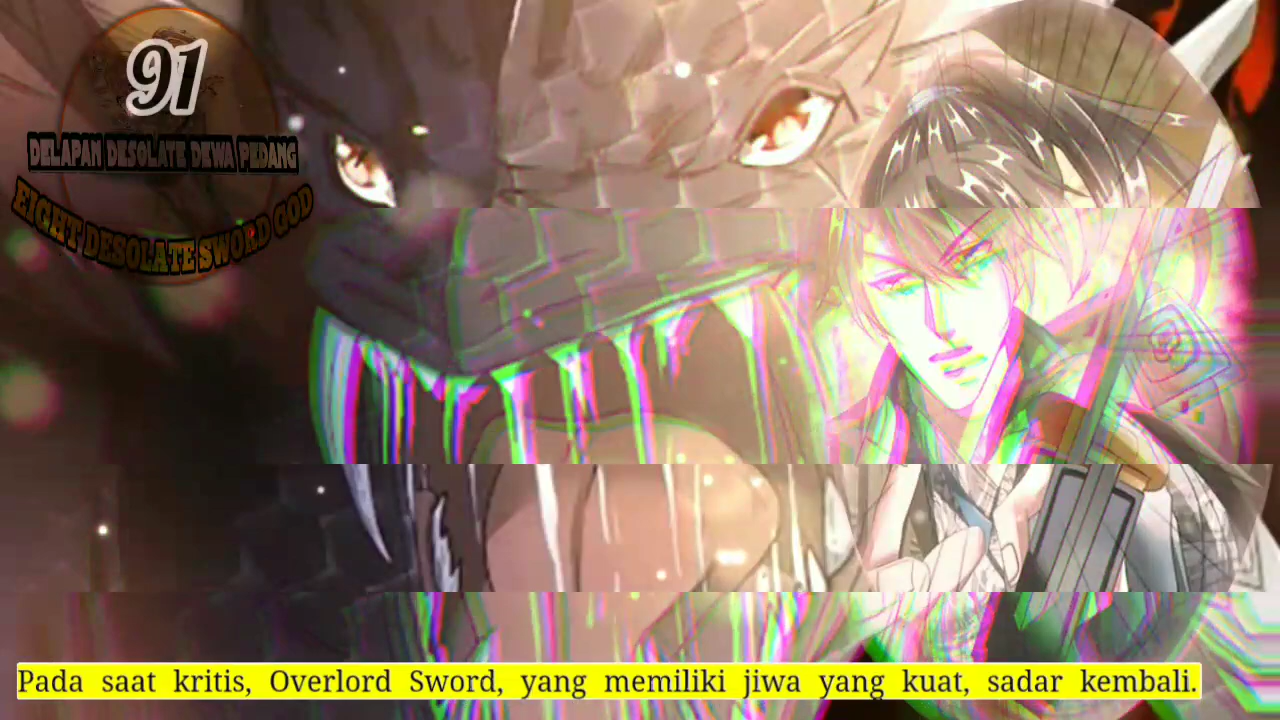 91
DELAPAN DESOLATE DEWA PEDANG
EIGHT DESOLATE SWORD GOD
Pada saat kritis, Overlord Sword, yang memiliki jiwa yang kuat, sadar kembali.